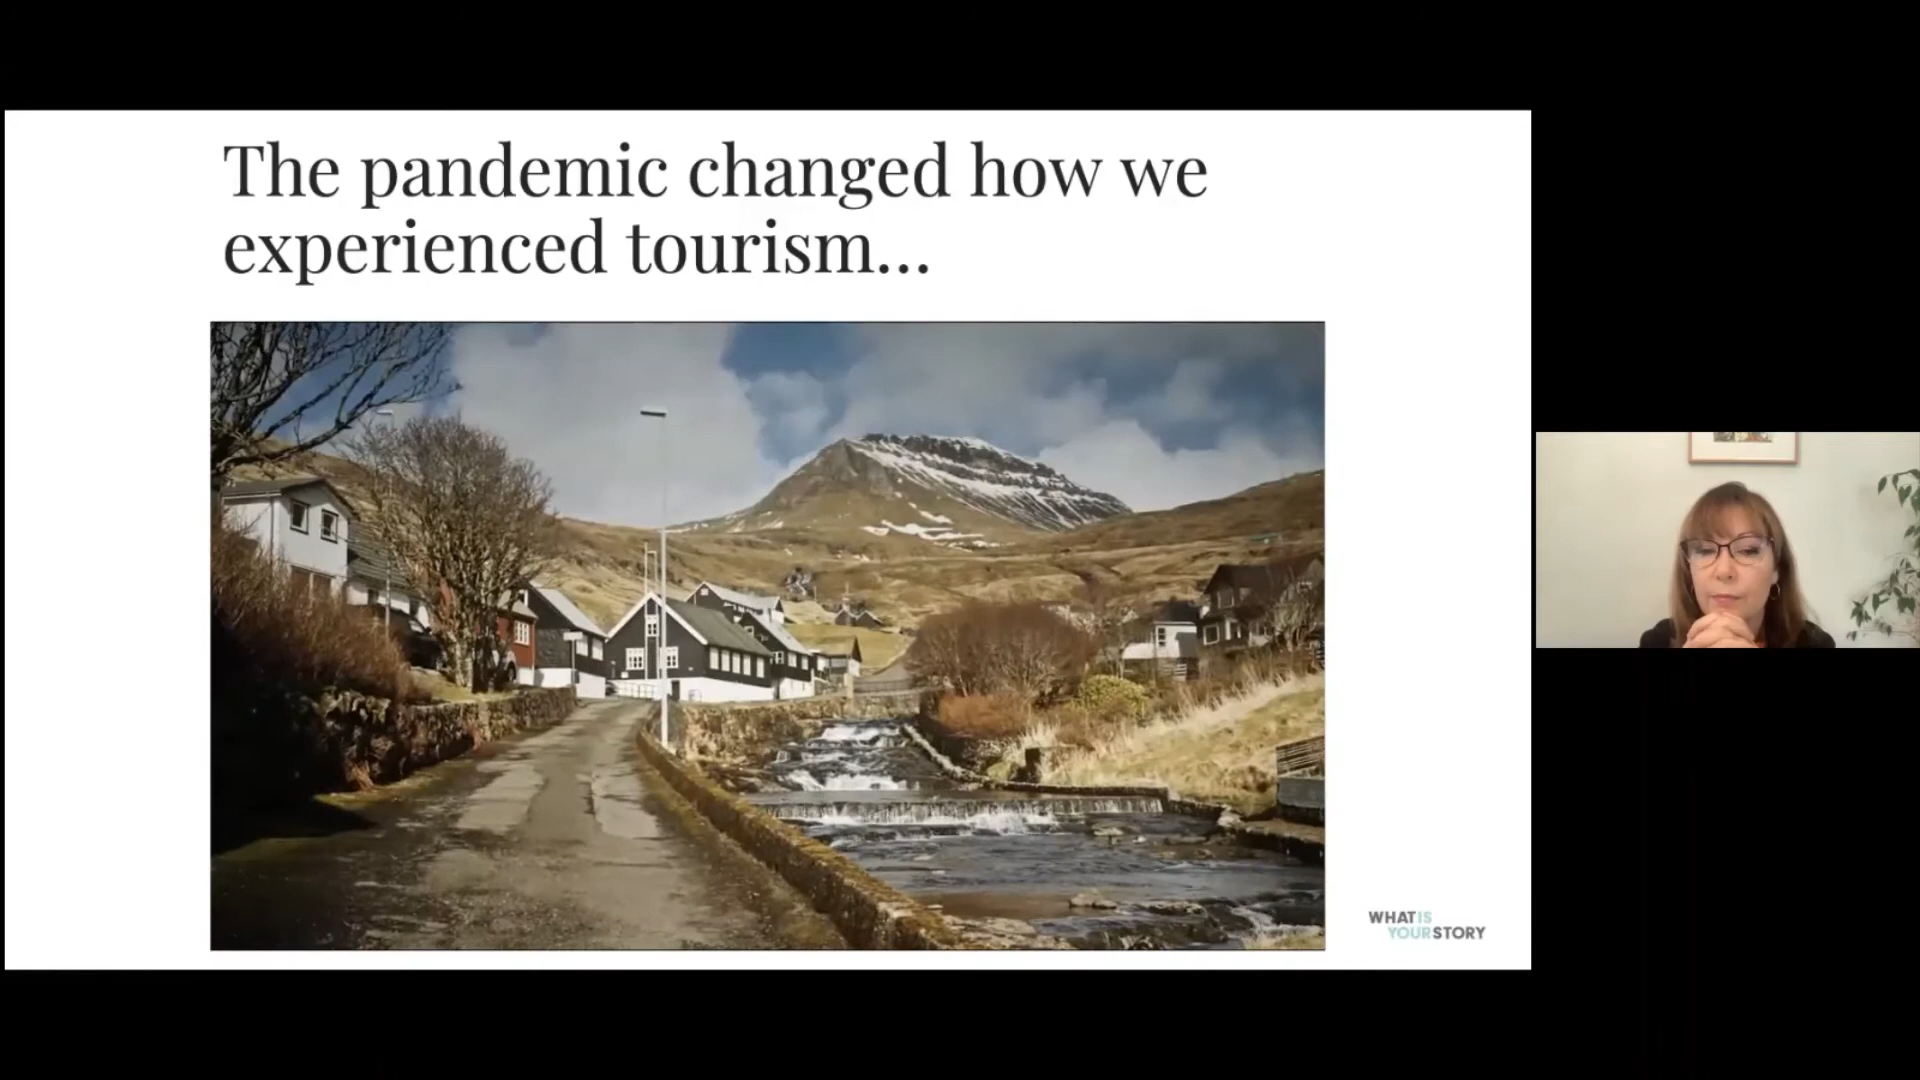 The pandemic changed how we
experienced tourism...
WHAT IS
YOUR STORY